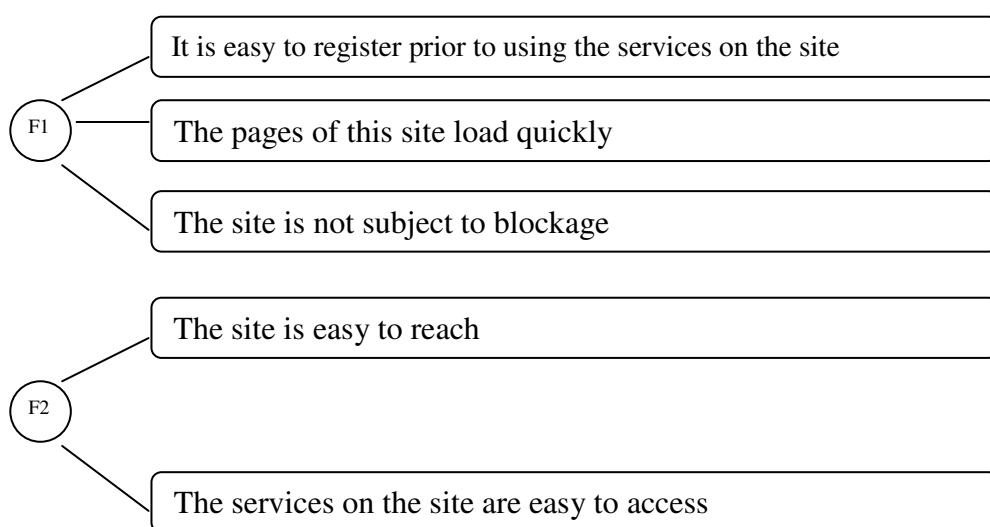 It is easy to register prior to using the services on the site
F1
The pages of this site load quickly
The site is not subject to blockage
The site is easy to reach
F2
The services on the site are easy to access